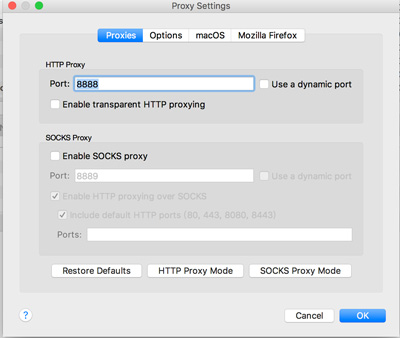 Proxy Settings
Proxies Options macOS Mozilla Firefox
HTTP Proxy
Port: 8888 Use a dynamic port
Enable transparent HTTP proxying
SOCKS Proxy
Enable SOCKS proxy
Port: 8889 Use a dynamic port
Enable HTTP proxying over SOCKS
Include default HTTP ports (80, 443, 8080, 8443)
Ports:
Restore Defaults HTTP Proxy Mode SOCKS Proxy Mode
? Cancel OK